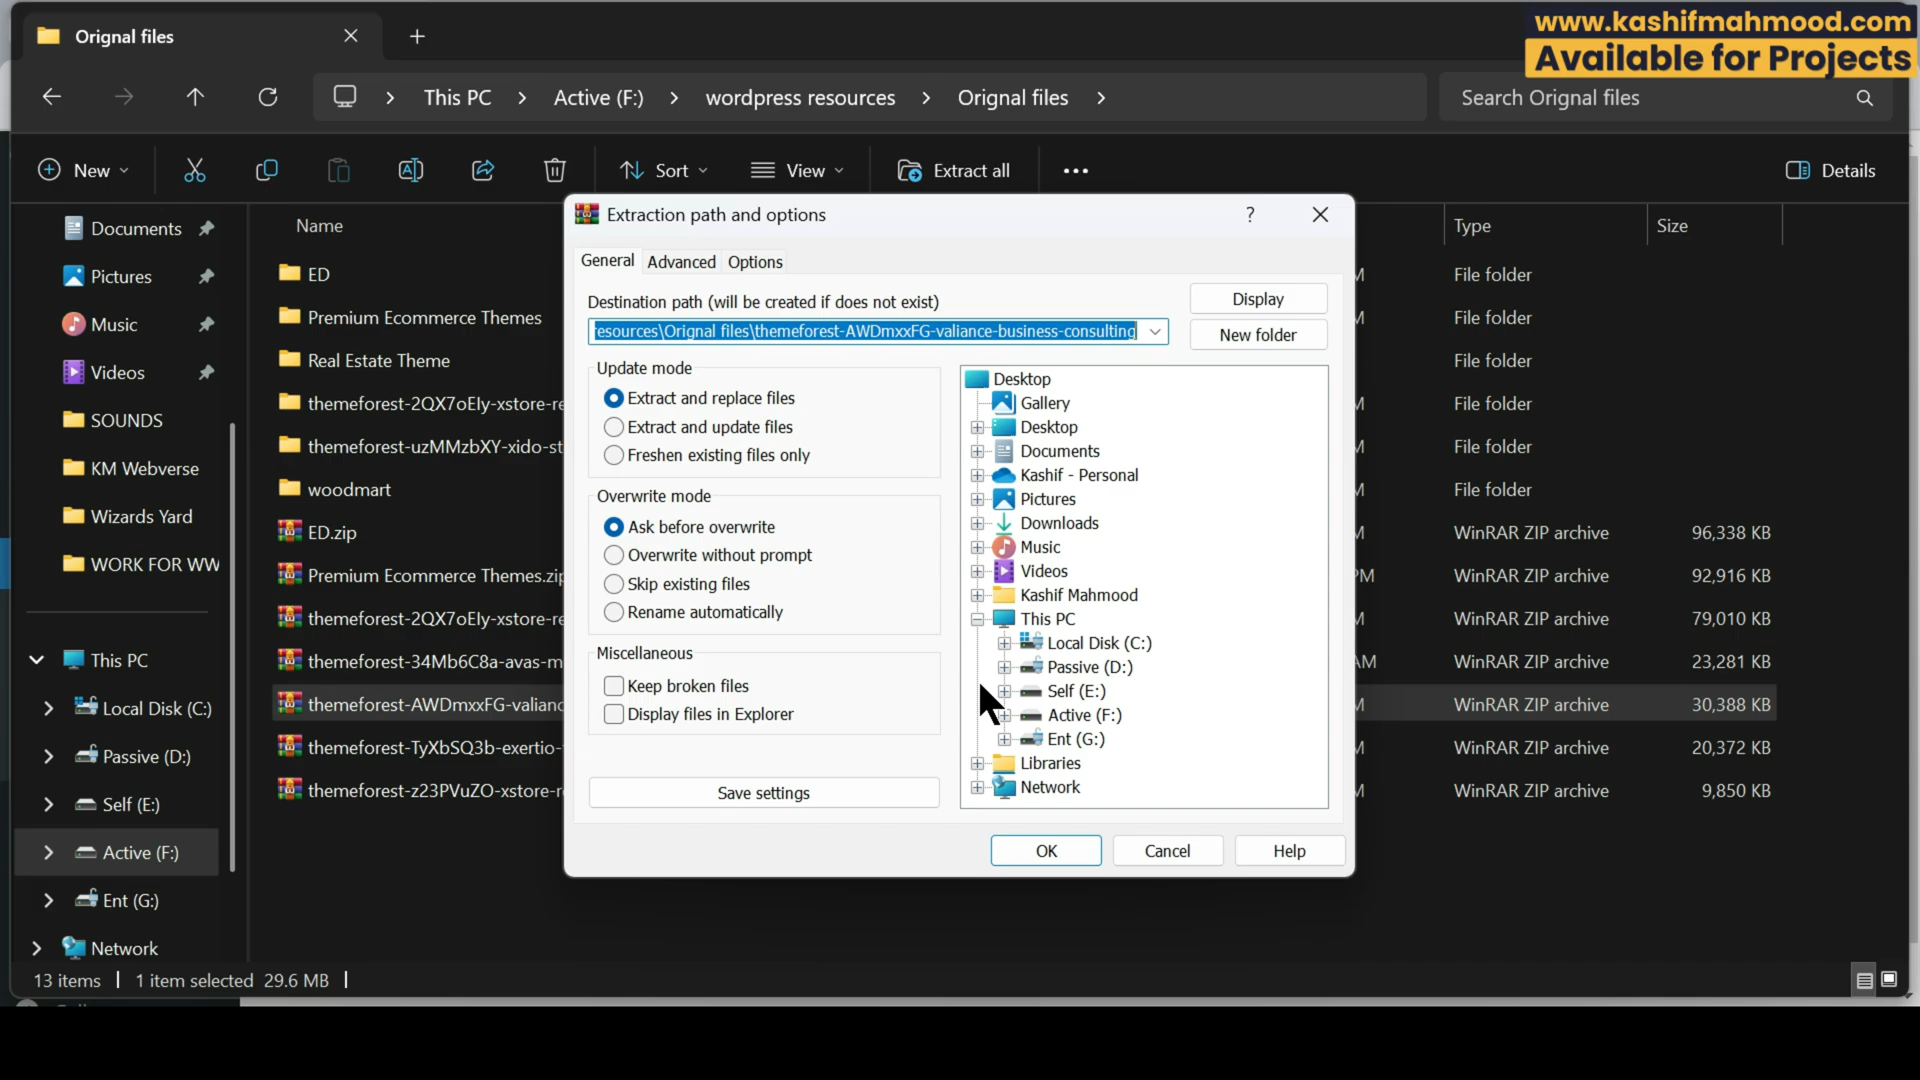 www.kashifmahmood.com
Available for Projects
Orignal files
This PC
Active (F:)
wordpress resources
Orignal files
Search Orignal files
New
Sort
View
Extract all
Details
Documents
Pictures
Music
Videos
SOUNDS
KM Webverse
Wizards Yard
WORK FOR WW
This PC
Local Disk (C:)
Passive (D:)
Self (E:)
Active (F:)
Ent (G:)
Network
Name
Type
Size
ED
M
File folder
Premium Ecommerce Themes
M
File folder
Real Estate Theme
M
File folder
themeforest-2QX7oEIy-xstore-re
M
File folder
themeforest-uzMMzbXY-xido-st
M
File folder
woodmart
M
File folder
ED.zip
M
WinRAR ZIP archive
96,338 KB
Premium Ecommerce Themes.zip
PM
WinRAR ZIP archive
92,916 KB
themeforest-2QX7oEIy-xstore-re
M
WinRAR ZIP archive
79,010 KB
themeforest-34Mb6C8a-avas-m
AM
WinRAR ZIP archive
23,281 KB
themeforest-AWDmxxFG-valianc
M
WinRAR ZIP archive
30,388 KB
themeforest-TyXbSQ3b-exertio-
M
WinRAR ZIP archive
20,372 KB
themeforest-z23PVuZO-xstore-r
M
WinRAR ZIP archive
9,850 KB
Extraction path and options
?
General
Advanced
Options
Destination path (will be created if does not exist)
Display
resources\Orignal files\themeforest-AWDmxxFG-valiance-business-consulting
New folder
Update mode
Extract and replace files
Extract and update files
Freshen existing files only
Overwrite mode
Ask before overwrite
Overwrite without prompt
Skip existing files
Rename automatically
Miscellaneous
Keep broken files
Display files in Explorer
Save settings
Desktop
Gallery
Desktop
Documents
Kashif - Personal
Pictures
Downloads
Music
Videos
Kashif Mahmood
This PC
Local Disk (C:)
Passive (D:)
Self (E:)
Active (F:)
Ent (G:)
Libraries
Network
OK
Cancel
Help
13 items
1 item selected
29.6 MB